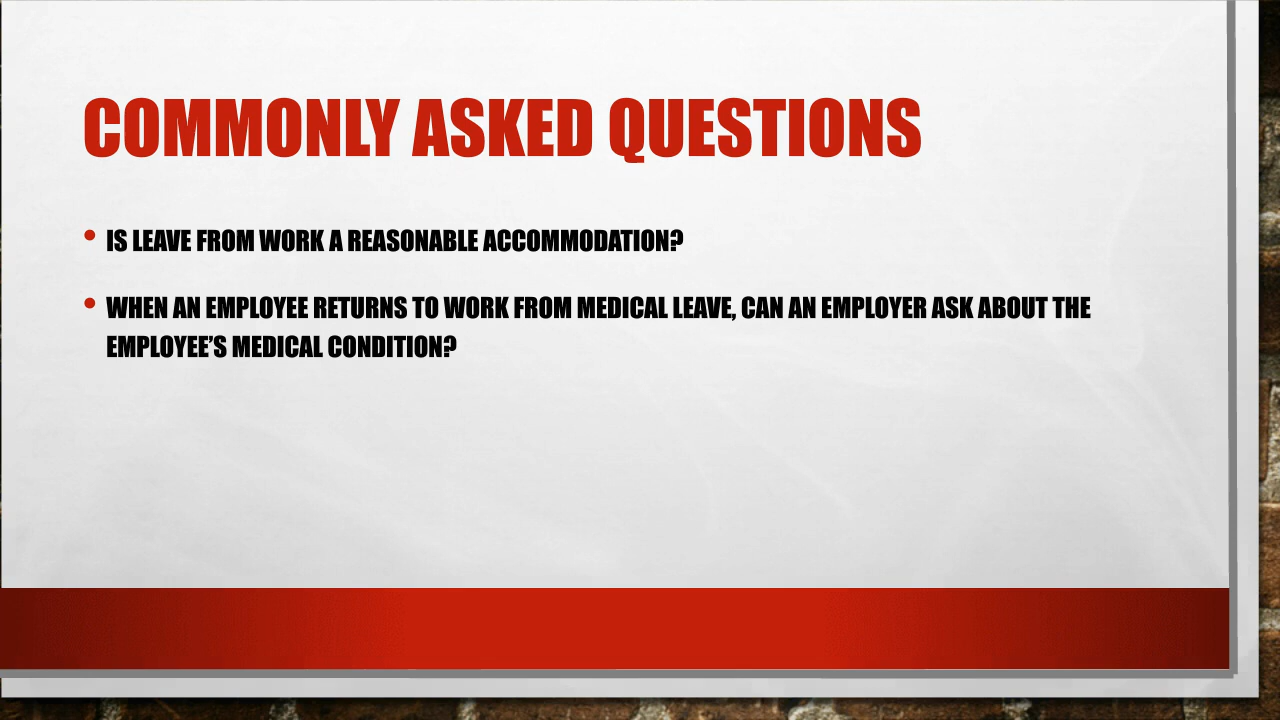 COMMONLY ASKED QUESTIONS
• IS LEAVE FROM WORK A REASONABLE ACCOMMODATION?
• WHEN AN EMPLOYEE RETURNS TO WORK FROM MEDICAL LEAVE, CAN AN EMPLOYER ASK ABOUT THE
EMPLOYEE’S MEDICAL CONDITION?